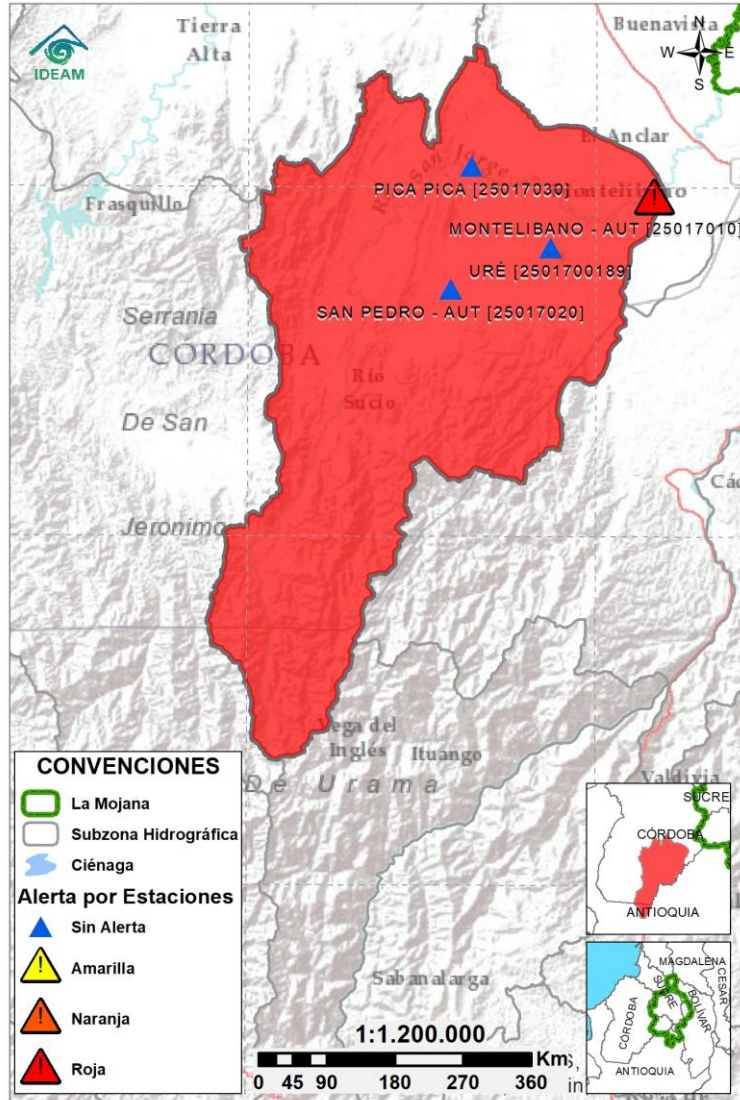 IDEAM
Tierra
Alta
Buenavista
N
W
E
S
El Anclar
Frasquillo
PICA PiCA [25017030]
MONTELIBANO - AUT [25017010]
URÉ [2501700189]
SAN PEDRO - AUT [25017020]
Serrania
CÓRDOBA
Rio
Sucio
De San
Jeronimo
Vega del
Inglés
Ituango
De Urama
Valdivia
Sabanalarga
CONVENCIONES
La Mojana
Subzona Hidrográfica
Ciénaga
Alerta por Estaciones
Sin Alerta
Amarilla
Naranja
Roja
1:1.200.000
Km
0 45 90 180 270 360
SUCRE
CÓRDOBA
ANTIOQUIA
MAGDALENA
CESAR
SUCRE
BOLÍVAR
CÓRDOBA
ANTIOQUIA